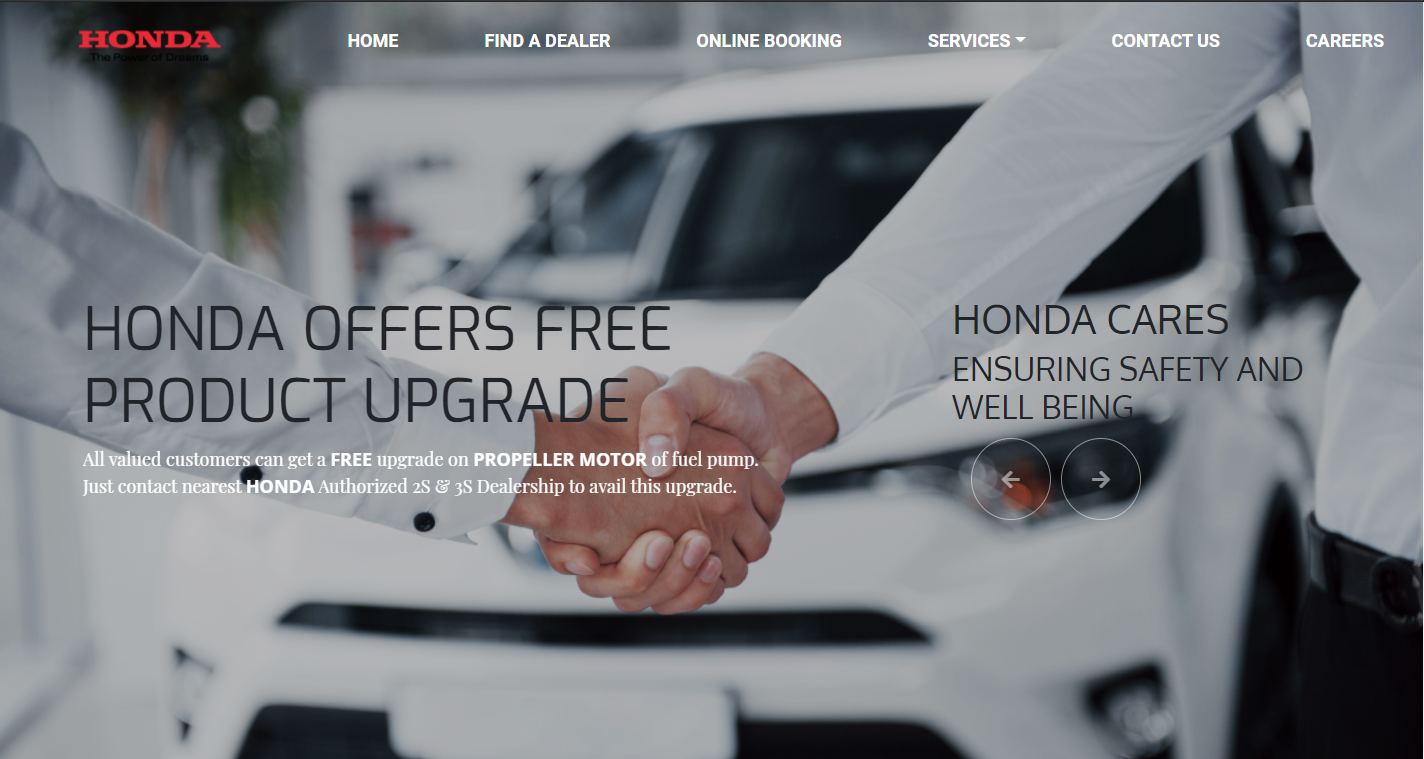 HONDA
The Power of Dreams
HOME
FIND A DEALER
ONLINE BOOKING
SERVICES
CONTACT US
CAREERS
HONDA OFFERS FREE
PRODUCT UPGRADE
All valued customers can get a FREE upgrade on PROPELLER MOTOR of fuel pump.
Just contact nearest HONDA Authorized 2S & 3S Dealership to avail this upgrade.
HONDA CARES
ENSURING SAFETY AND
WELL BEING